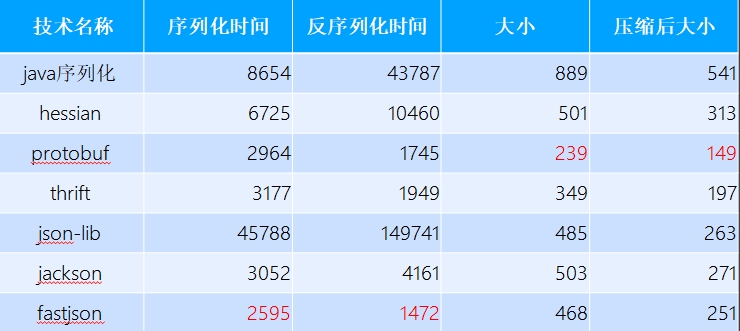 技术名称 序列化时间 反序列化时间 大小 压缩后大小
java序列化 8654 43787 889 541
hessian 6725 10460 501 313
protobuf 2964 1745 239 149
thrift 3177 1949 349 197
json-lib 45788 149741 485 263
jackson 3052 4161 503 271
fastjson 2595 1472 468 251